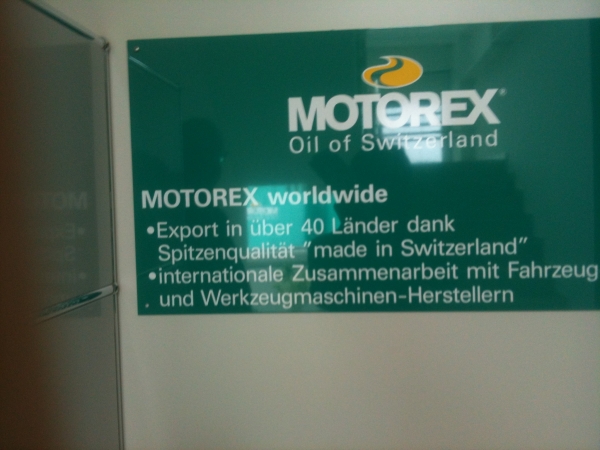 MOTOREX®
Oil of Switzerland
MOTOREX worldwide
•Export in über 40 Länder dank
Spitzenqualität "made in Switzerland"
•internationale Zusammenarbeit mit Fahrzeug
und Werkzeugmaschinen-Herstellern